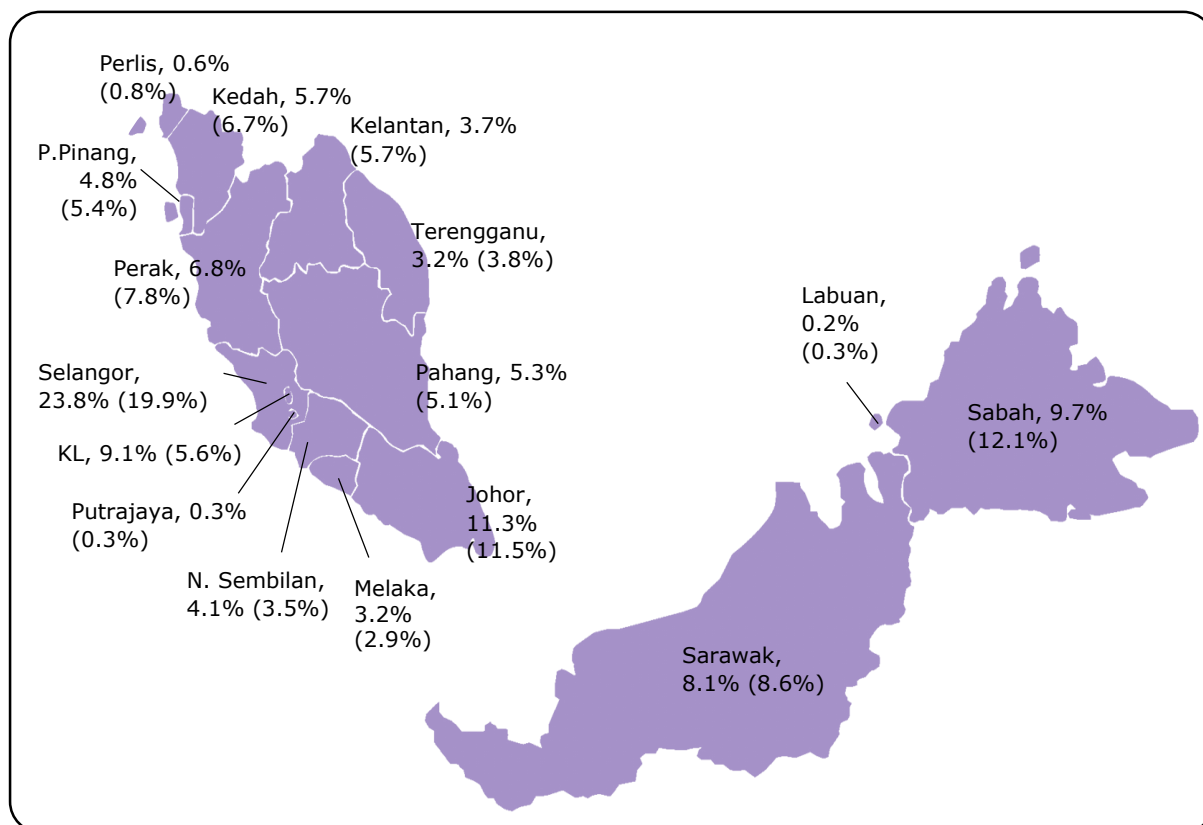 Perlis, 0.6%
(0.8%)
Kedah, 5.7%
(6.7%)
Kelantan, 3.7%
(5.7%)
P.Pinang,
4.8%
(5.4%)
Terengganu,
3.2% (3.8%)
Perak, 6.8%
(7.8%)
Labuan,
0.2%
(0.3%)
Selangor,
23.8% (19.9%)
Pahang, 5.3%
(5.1%)
Sabah, 9.7%
(12.1%)
KL, 9.1% (5.6%)
Putrajaya, 0.3%
(0.3%)
Johor,
11.3%
(11.5%)
N. Sembilan,
4.1% (3.5%)
Melaka,
3.2%
(2.9%)
Sarawak,
8.1% (8.6%)